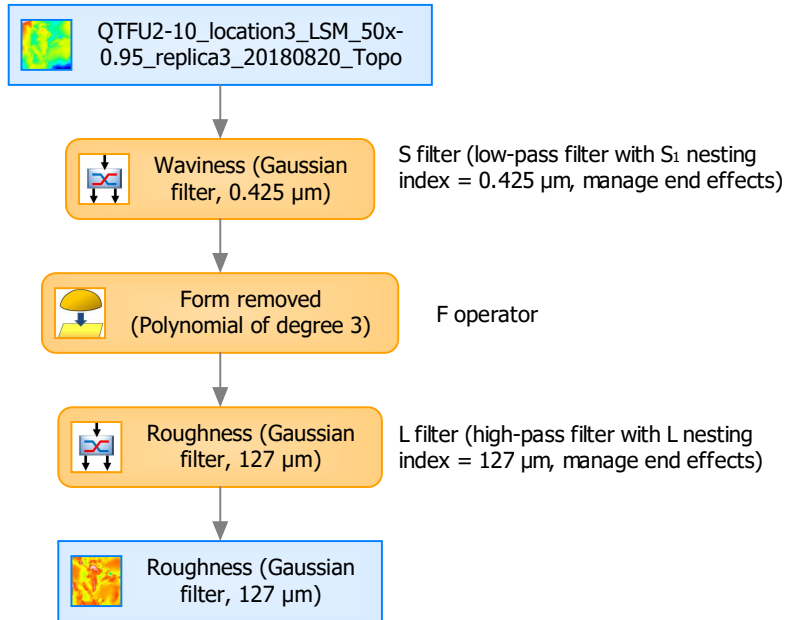 QTFU2-10_location3_LSM_50x-
0.95_replica3_20180820_Topo
Waviness (Gaussian
filter, 0.425 µm)
S filter (low-pass filter with S₁ nesting
index = 0.425 µm, manage end effects)
Form removed
(Polynomial of degree 3)
F operator
Roughness (Gaussian
filter, 127 µm)
L filter (high-pass filter with L nesting
index = 127 µm, manage end effects)
Roughness (Gaussian
filter, 127 µm)